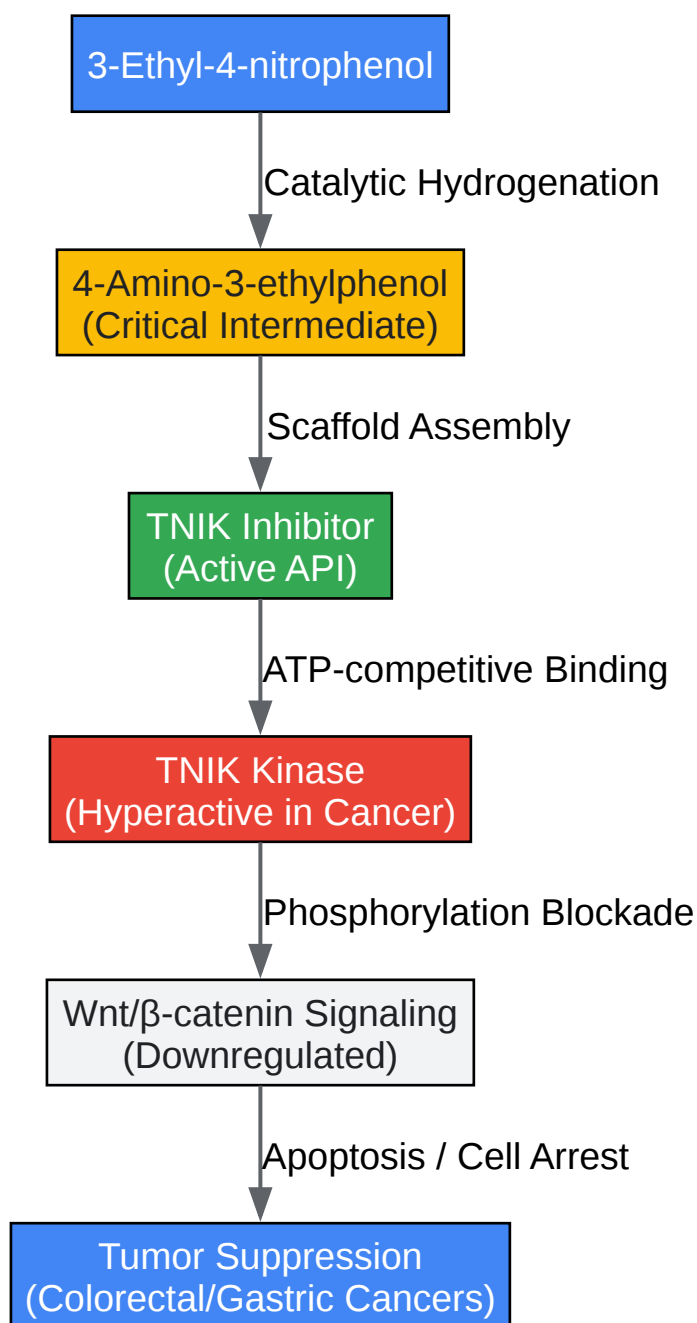 3-Ethyl-4-nitrophenol
Catalytic Hydrogenation
4-Amino-3-ethylphenol
(Critical Intermediate)
Scaffold Assembly
TNIK Inhibitor
(Active API)
ATP-competitive Binding
TNIK Kinase
(Hyperactive in Cancer)
Phosphorylation Blockade
Wnt/β-catenin Signaling
(Downregulated)
Apoptosis / Cell Arrest
Tumor Suppression
(Colorectal/Gastric Cancers)